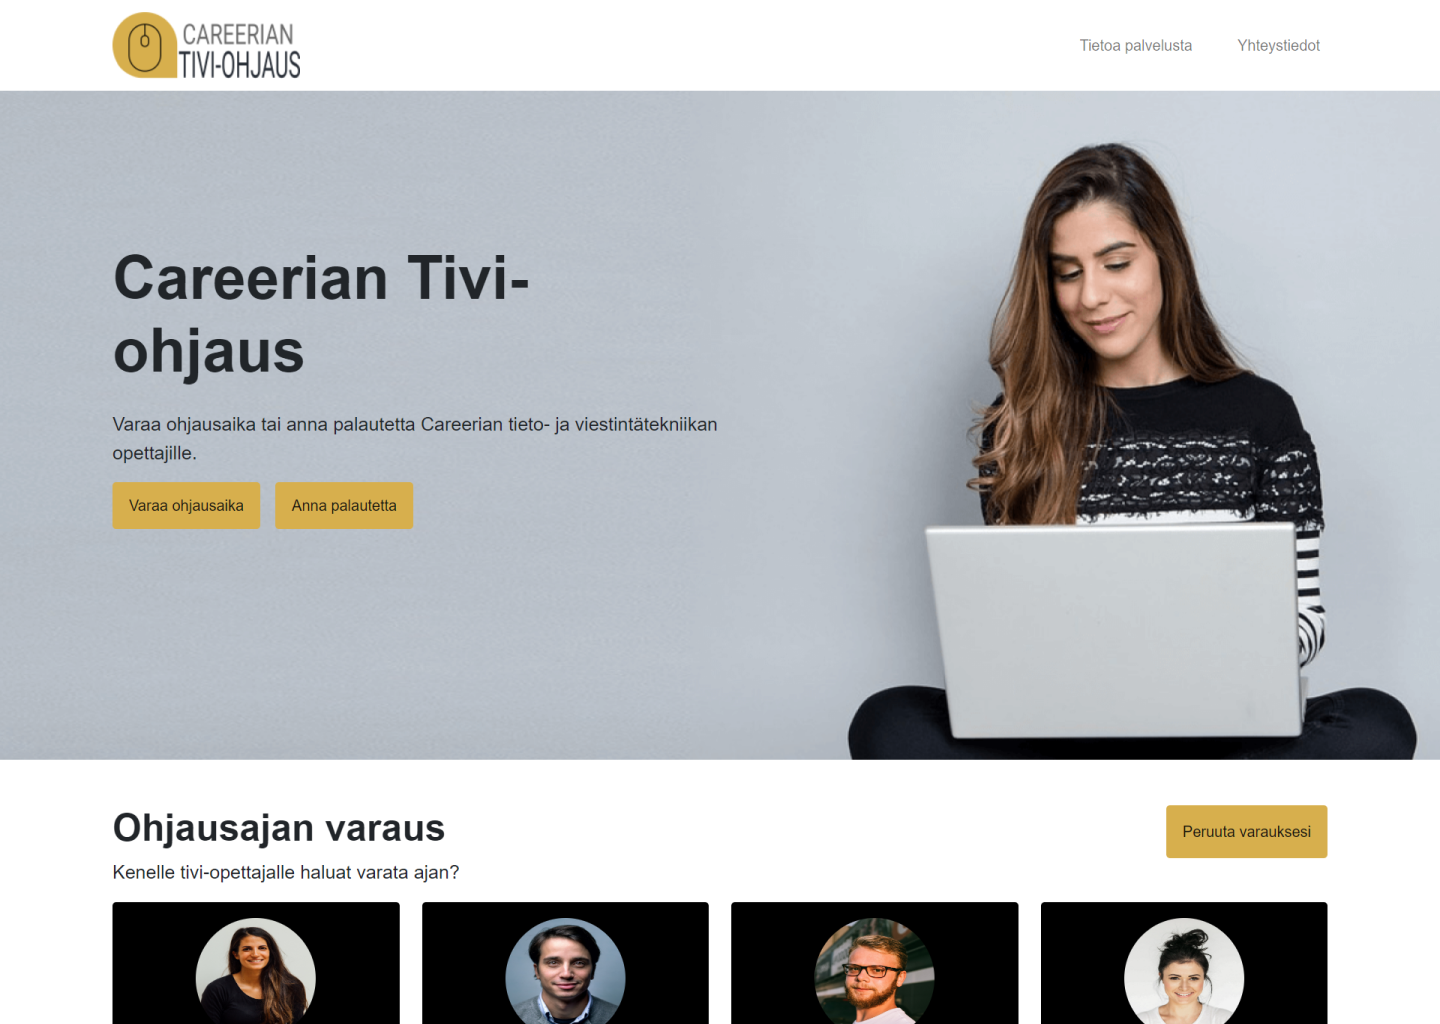 CAREERIAN
TIVI-OHJAUS
Tietoa palvelusta
Yhteystiedot
Careerian Tivi-
ohjaus
Varaa ohjausaika tai anna palautetta Careerian tieto- ja viestintätekniikan
opettajille.
Varaa ohjausaika
Anna palautetta
Ohjausajan varaus
Peruuta varauksesi
Kenelle tivi-opettajalle haluat varata ajan?